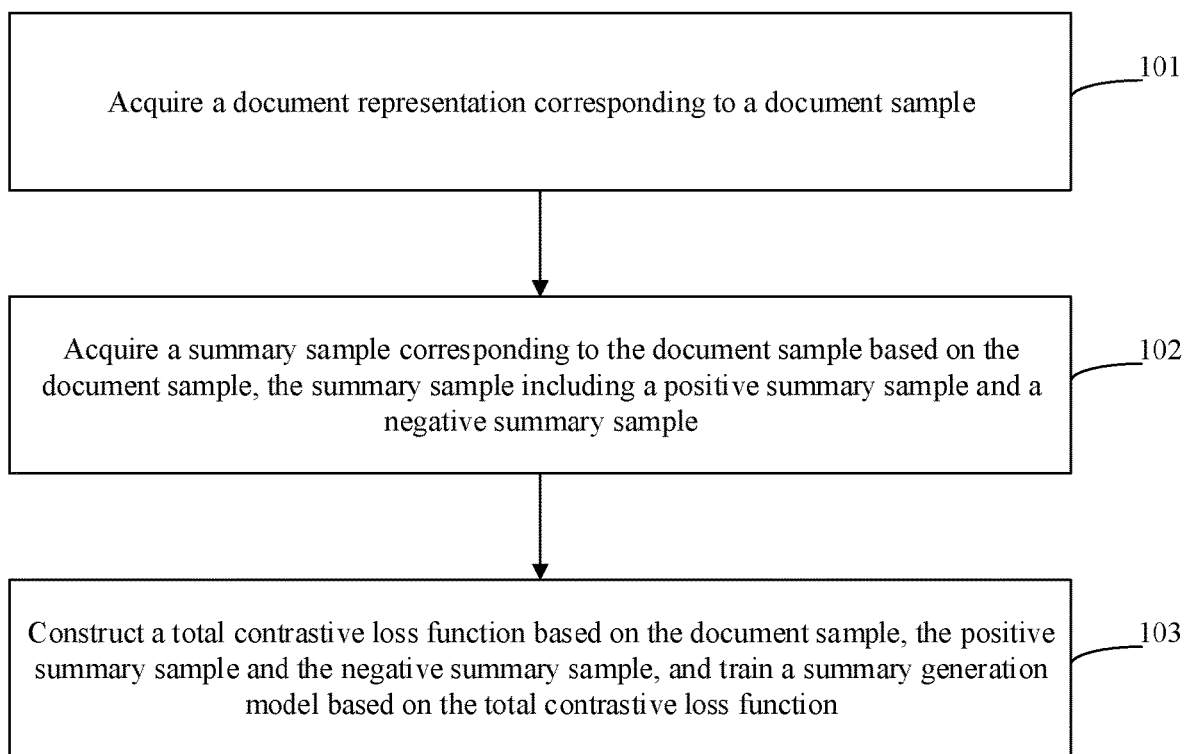 Acquire a document representation corresponding to a document sample
101
Acquire a summary sample corresponding to the document sample based on the
document sample, the summary sample including a positive summary sample and a
negative summary sample
102
Construct a total contrastive loss function based on the document sample, the positive
summary sample and the negative summary sample, and train a summary generation
model based on the total contrastive loss function
103